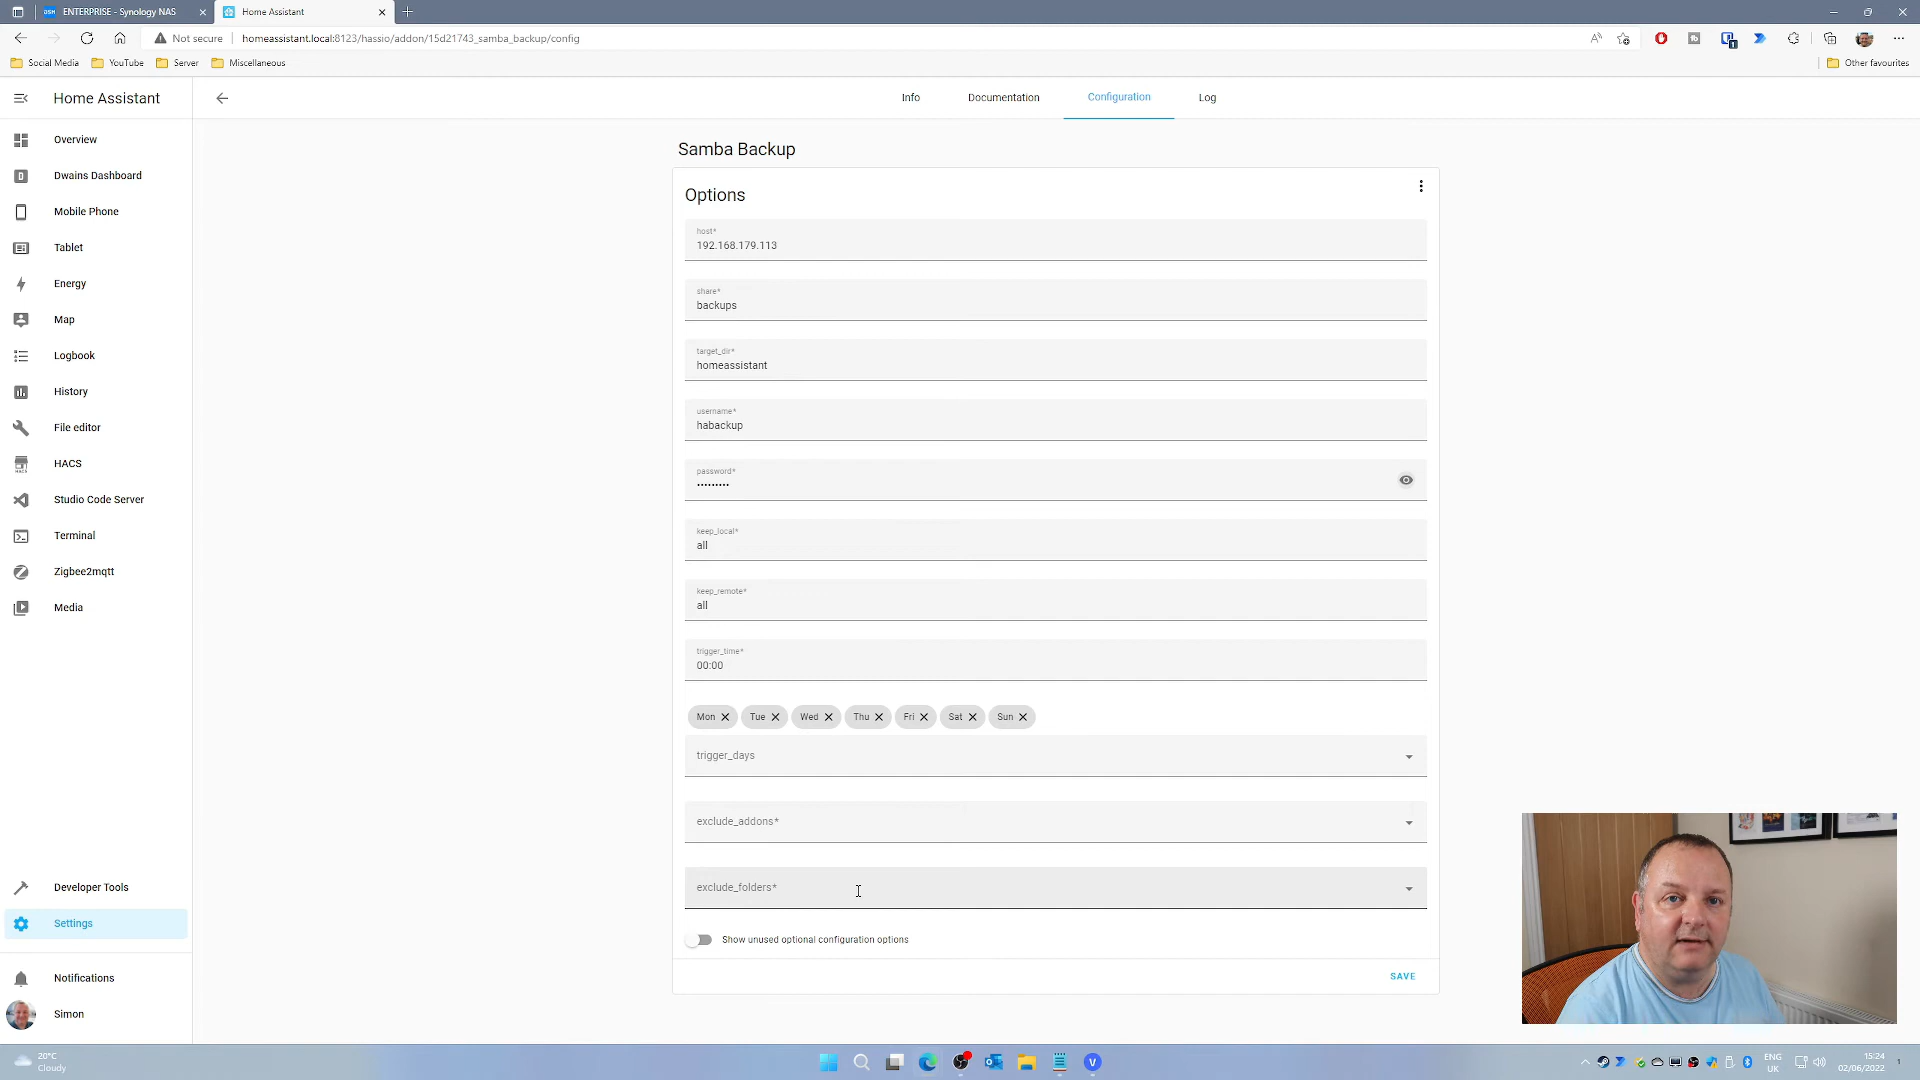 DSM ENTERPRISE - Synology NAS
Home Assistant
Not secure homeassistant.local:8123/hassio/addon/15d21743_samba_backup/config
Social Media YouTube Server Miscellaneous Other favourites
Home Assistant
Info Documentation Configuration Log
Overview
Dwains Dashboard
Mobile Phone
Tablet
Energy
Map
Logbook
History
File editor
HACS
Studio Code Server
Terminal
Zigbee2mqtt
Media
Developer Tools
Settings
Notifications
Simon
Samba Backup
Options
host*
192.168.179.113
share*
backups
target_dir*
homeassistant
username*
habackup
password*
•••••••••
keep_local*
all
keep_remote*
all
trigger_time*
00:00
Mon Tue Wed Thu Fri Sat Sun
trigger_days
exclude_addons*
exclude_folders*
Show unused optional configuration options
SAVE
20°C
Cloudy
ENG
UK
15:24
02/06/2022
1